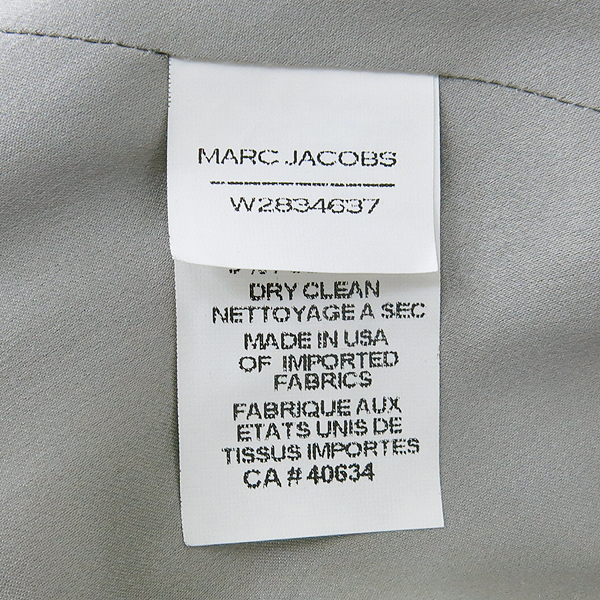 MARC JACOBS
W2834637
DRY CLEAN
NETTOYAGE A SEC
MADE IN USA
OF IMPORTED
FABRICS
FABRIQUE AUX
ETATS UNIS DE
TISSUS IMPORTES
CA # 40634